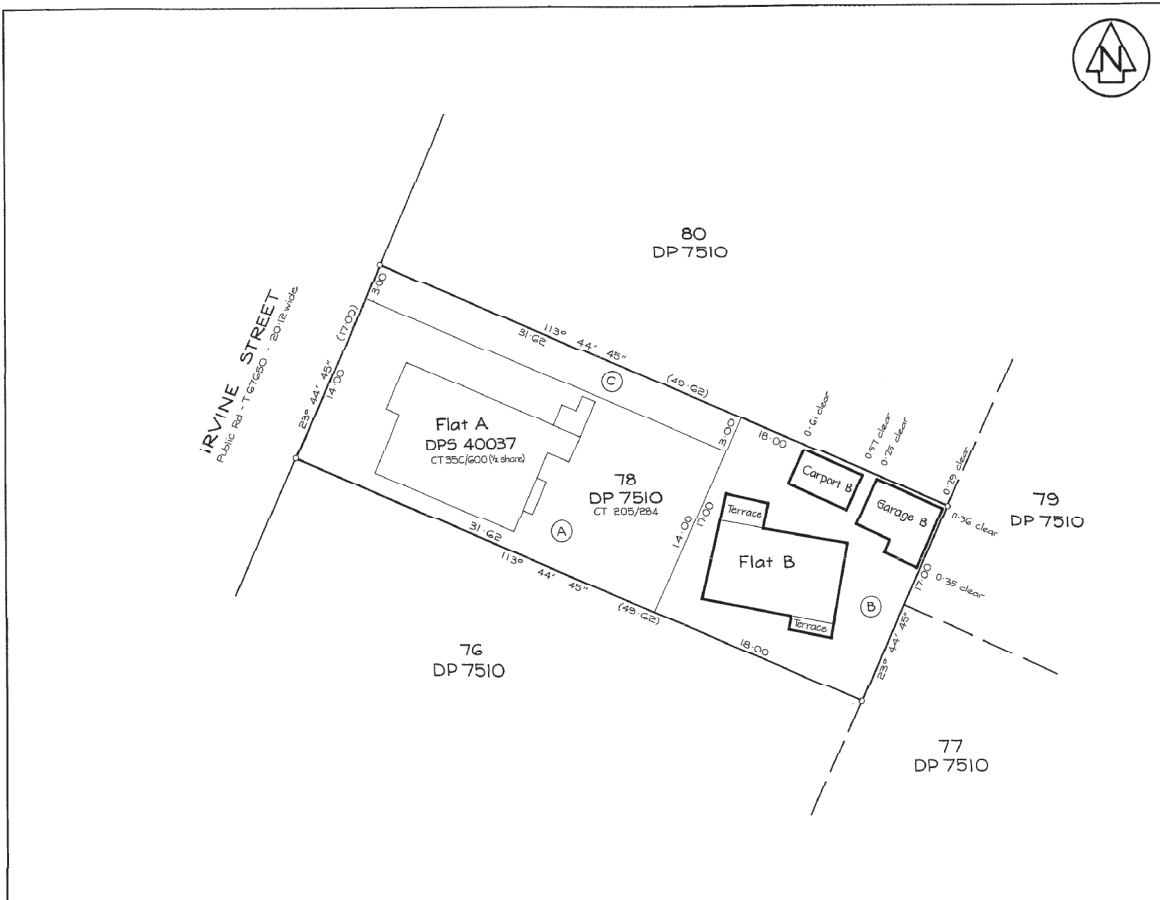 N
80
DP 7510
IRVINE STREET
Public Rd - T 67650 : 20·12 wide
3·00
(17·00)
23° 44' 45"
14·00
113° 44' 45"
31·62
(49·62)
C
Flat A
DPS 40037
CT 35C/600 (½ share)
78
DP 7510
CT 205/284
A
31·62
113° 44' 45"
(49·62)
3·00
17·00
14·00
18·00
0·61 clear
0·57 clear
0·25 clear
0·29 clear
0·36 clear
0·35 clear
Carport B
Garage B
Terrace
Flat B
Terrace
B
17·00
23° 44' 45"
18·00
79
DP 7510
76
DP 7510
77
DP 7510